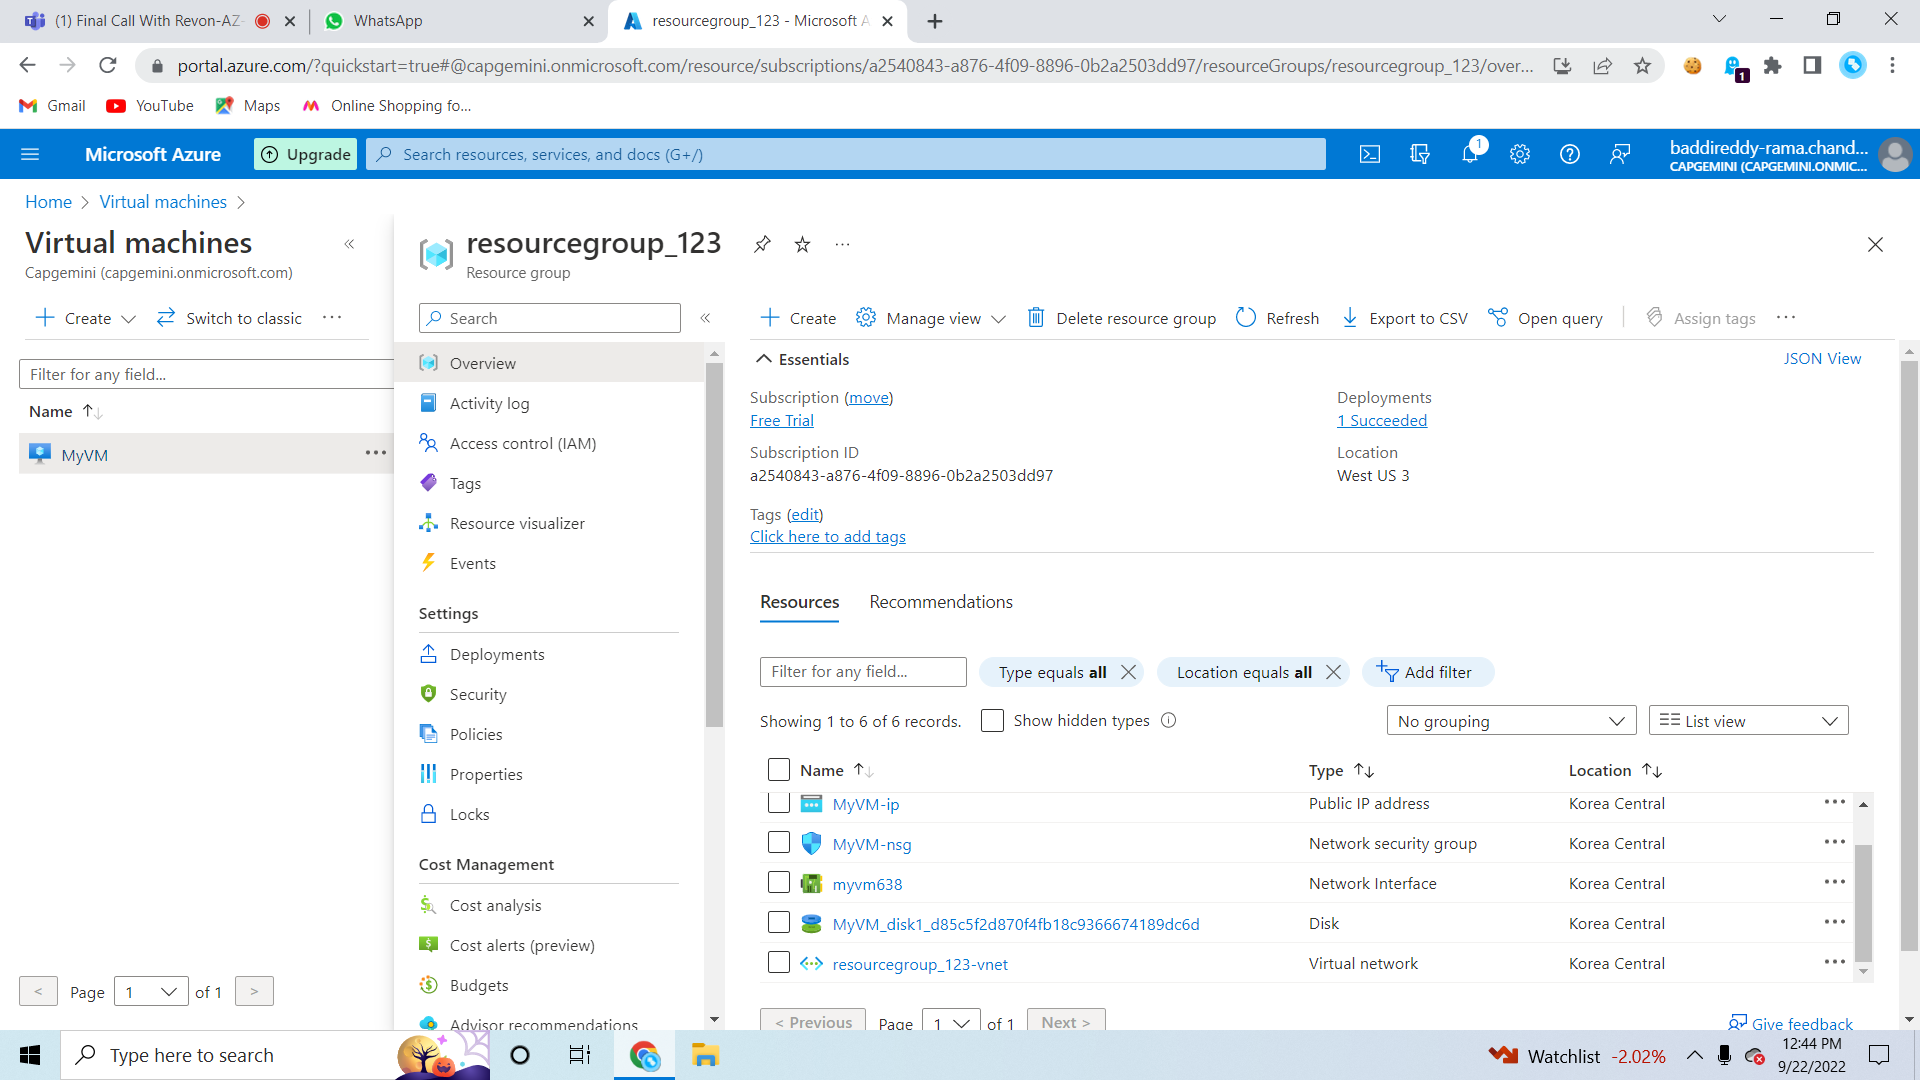 (1) Final Call With Revon-AZ-
WhatsApp
resourcegroup_123 - Microsoft A
portal.azure.com/?quickstart=true#@capgemini.onmicrosoft.com/resource/subscriptions/a2540843-a876-4f09-8896-0b2a2503dd97/resourceGroups/resourcegroup_123/over...
1
Gmail
YouTube
Maps
Online Shopping fo...
Microsoft Azure
Upgrade
Search resources, services, and docs (G+/)
1
baddireddy-rama.chand...
CAPGEMINI (CAPGEMINI.ONMIC...
Home > Virtual machines >
Virtual machines
Capgemini (capgemini.onmicrosoft.com)
Create
Switch to classic
Filter for any field...
Name
MyVM
< Page 1 of 1 >
resourcegroup_123
Resource group
Search
Overview
Activity log
Access control (IAM)
Tags
Resource visualizer
Events
Settings
Deployments
Security
Policies
Properties
Locks
Cost Management
Cost analysis
Cost alerts (preview)
Budgets
Advisor recommendations
Create
Manage view
Delete resource group
Refresh
Export to CSV
Open query
Assign tags
Essentials
JSON View
Subscription (move)
Free Trial
Subscription ID
a2540843-a876-4f09-8896-0b2a2503dd97
Tags (edit)
Click here to add tags
Deployments
1 Succeeded
Location
West US 3
Resources
Recommendations
Filter for any field...
Type equals all
Location equals all
Add filter
Showing 1 to 6 of 6 records.
Show hidden types
No grouping
List view
Name Type Location
MyVM-ip Public IP address Korea Central
MyVM-nsg Network security group Korea Central
myvm638 Network Interface Korea Central
MyVM_disk1_d85c5f2d870f4fb18c9366674189dc6d Disk Korea Central
resourcegroup_123-vnet Virtual network Korea Central
< Previous Page 1 of 1 Next >
Give feedback
Type here to search
Watchlist -2.02%
12:44 PM
9/22/2022